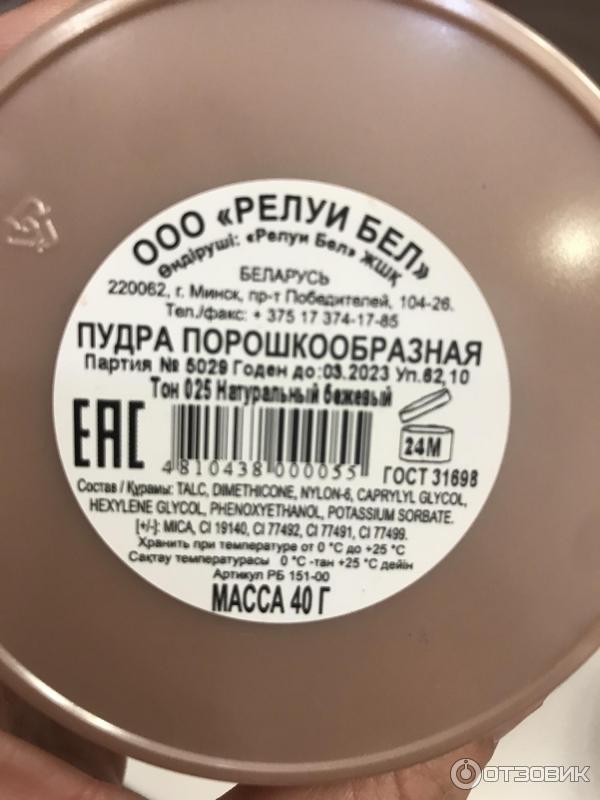 ООО «РЕЛУИ БЕЛ»
Өндіруші: «Релуи Бел» ЖШҚ
БЕЛАРУСЬ
220062, г. Минск, пр-т Победителей, 104-26.
Тел./факс: + 375 17 374-17-85
ПУДРА ПОРОШКООБРАЗНАЯ
Партия № 5029 Годен до:03.2023 Уп.62,10
Тон 025 Натуральный бежевый
EAC
4810438 000055
24М
ГОСТ 31698
Состав / Құрамы: TALC, DIMETHICONE, NYLON-6, CAPRYLYL GLYCOL,
HEXYLENE GLYCOL, PHENOXYETHANOL, POTASSIUM SORBATE.
[+/-]: MICA, CI 19140, CI 77492, CI 77491, CI 77499.
Хранить при температуре от 0 °С до +25 °С
Сақтау температурасы 0 °С -тан +25 °С дейін
Артикул РБ 151-00
МАССА 40 Г
ОТЗОВИК